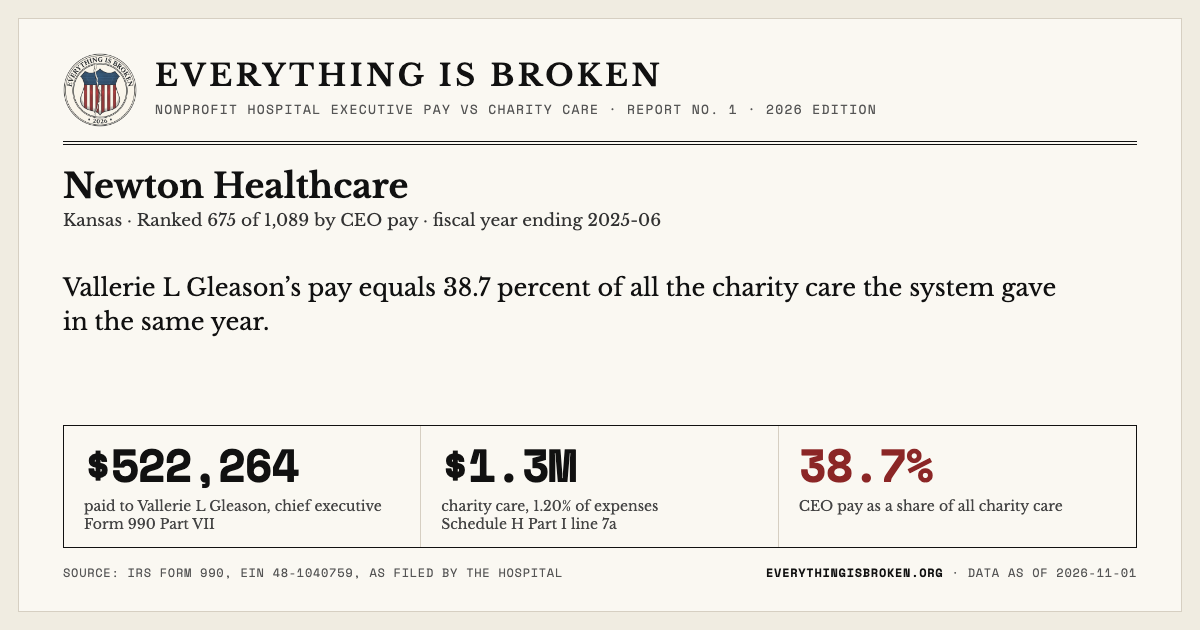 EVERYTHING IS BROKEN
2026
EVERYTHING IS BROKEN
NONPROFIT HOSPITAL EXECUTIVE PAY VS CHARITY CARE · REPORT NO. 1 · 2026 EDITION
Newton Healthcare
Kansas · Ranked 675 of 1,089 by CEO pay · fiscal year ending 2025-06
Vallerie L Gleason’s pay equals 38.7 percent of all the charity care the system gave
in the same year.
$522,264
paid to Vallerie L Gleason, chief executive
Form 990 Part VII
$1.3M
charity care, 1.20% of expenses
Schedule H Part I line 7a
38.7%
CEO pay as a share of all charity care
SOURCE: IRS FORM 990, EIN 48-1040759, AS FILED BY THE HOSPITAL
EVERYTHINGISBROKEN.ORG · DATA AS OF 2026-11-01